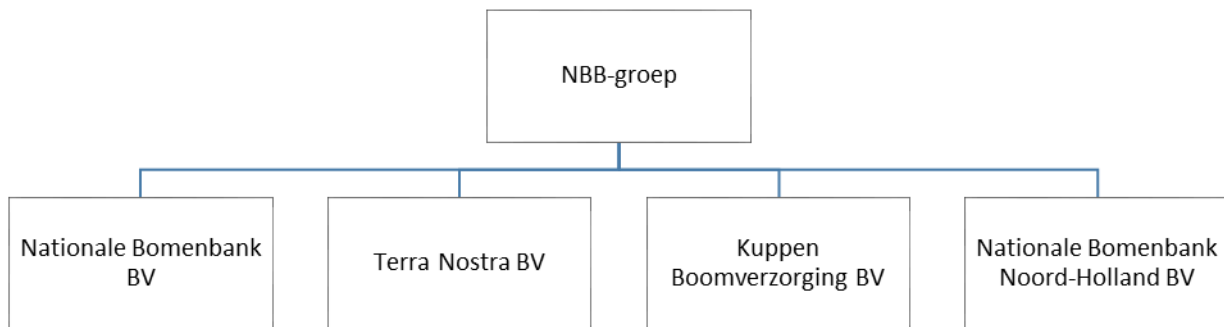 NBB-groep
Nationale Bomenbank
BV
Terra Nostra BV
Kuppen
Boomverzorging BV
Nationale Bomenbank
Noord-Holland BV